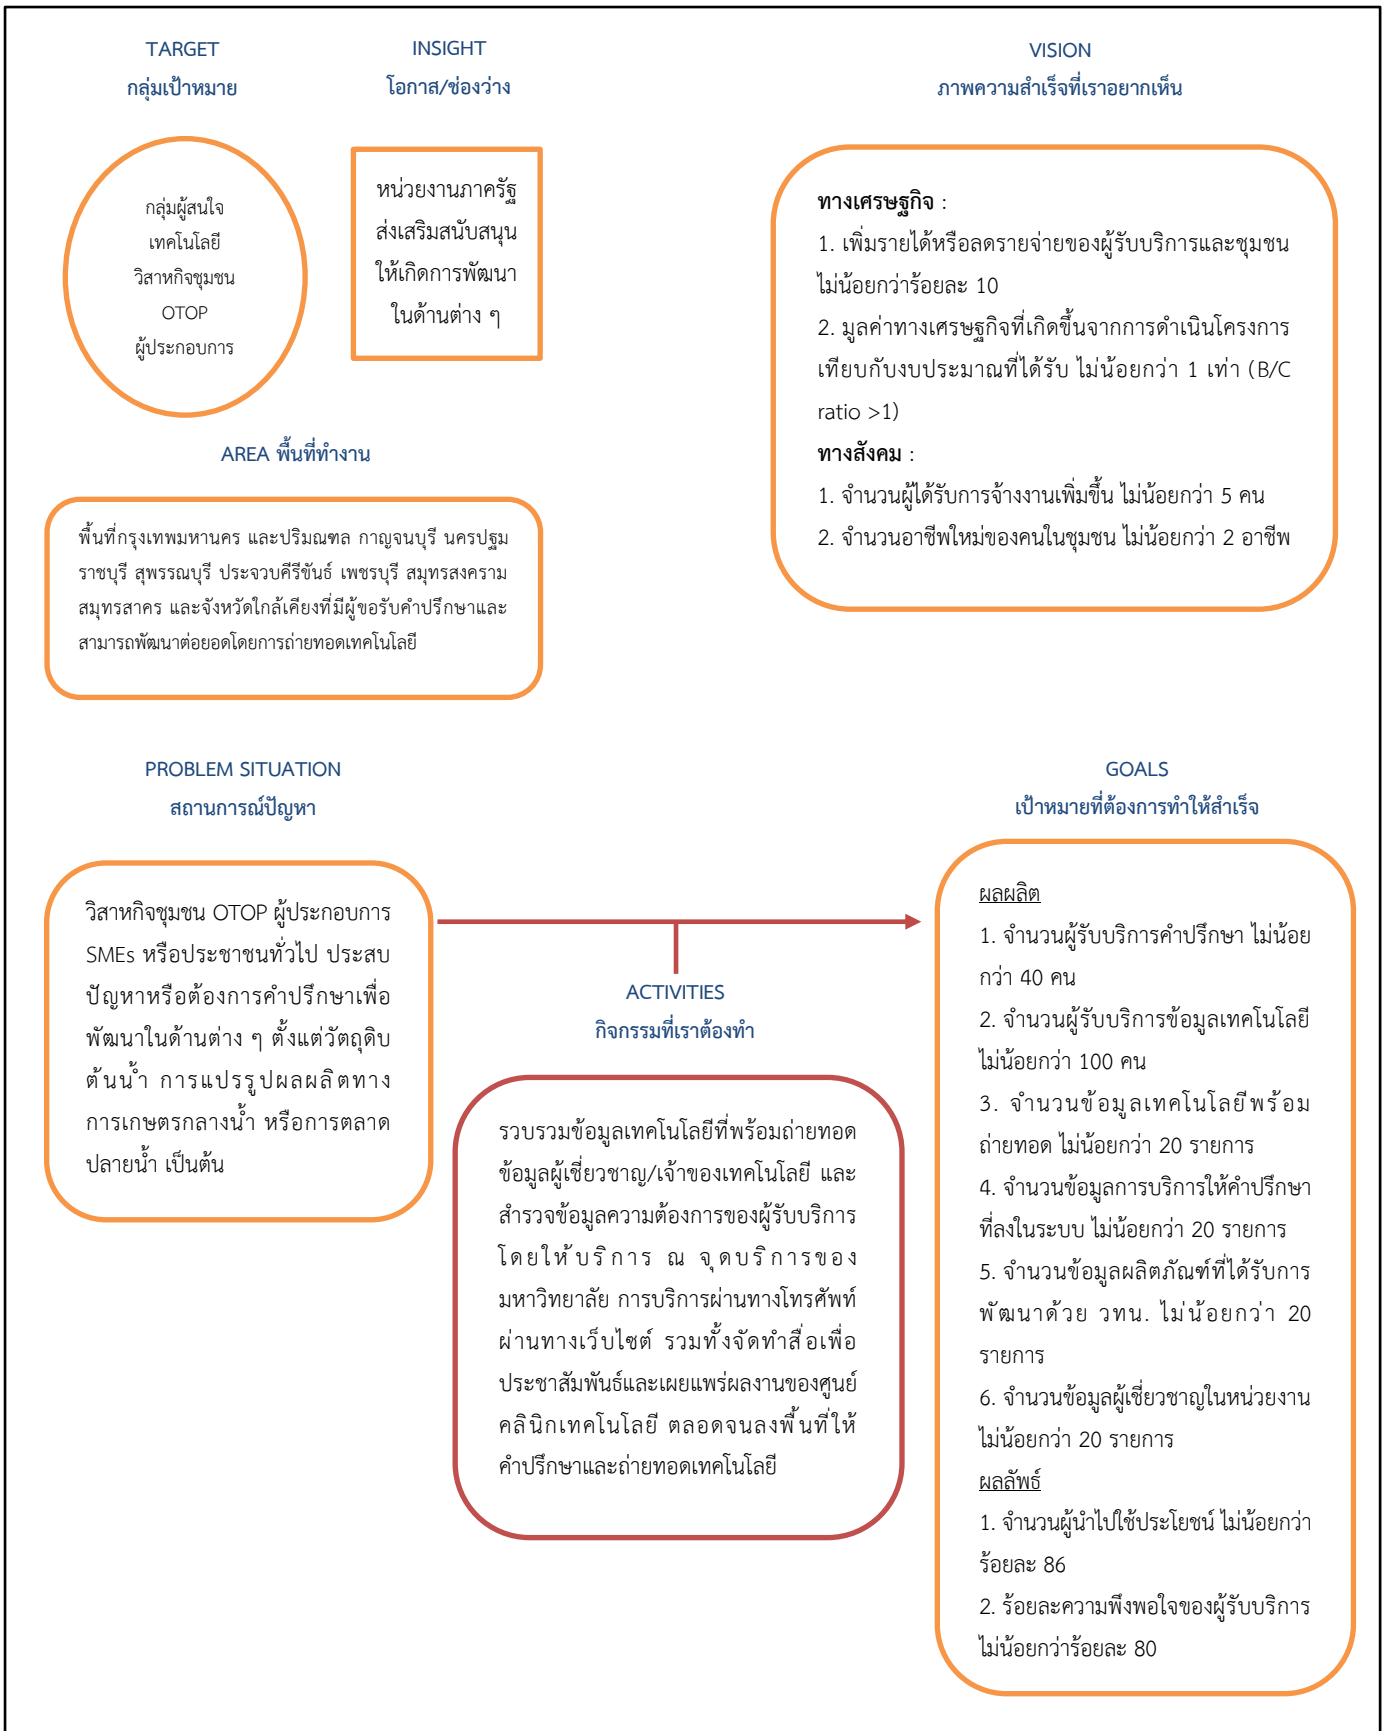 TARGET
กลุ่มเป้าหมาย
INSIGHT
โอกาส/ช่องว่าง
VISION
ภาพความสำเร็จที่เราอยากเห็น
กลุ่มผู้สนใจ
เทคโนโลยี
วิสาหกิจชุมชน
OTOP
ผู้ประกอบการ
หน่วยงานภาครัฐ
ส่งเสริมสนับสนุน
ให้เกิดการพัฒนา
ในด้านต่าง ๆ
ทางเศรษฐกิจ :
1. เพิ่มรายได้หรือลดรายจ่ายของผู้รับบริการและชุมชน
ไม่น้อยกว่าร้อยละ 10
2. มูลค่าทางเศรษฐกิจที่เกิดขึ้นจากการดำเนินโครงการ
เทียบกับงบประมาณที่ได้รับ ไม่น้อยกว่า 1 เท่า (B/C
ratio >1)
ทางสังคม :
1. จำนวนผู้ได้รับการจ้างงานเพิ่มขึ้น ไม่น้อยกว่า 5 คน
2. จำนวนอาชีพใหม่ของคนในชุมชน ไม่น้อยกว่า 2 อาชีพ
AREA พื้นที่ทำงาน
พื้นที่กรุงเทพมหานคร และปริมณฑล กาญจนบุรี นครปฐม
ราชบุรี สุพรรณบุรี ประจวบคีรีขันธ์ เพชรบุรี สมุทรสงคราม
สมุทรสาคร และจังหวัดใกล้เคียงที่มีผู้ขอรับคำปรึกษาและ
สามารถพัฒนาต่อยอดโดยการถ่ายทอดเทคโนโลยี
PROBLEM SITUATION
สถานการณ์ปัญหา
วิสาหกิจชุมชน OTOP ผู้ประกอบการ
SMEs หรือประชาชนทั่วไป ประสบ
ปัญหาหรือต้องการคำปรึกษาเพื่อ
พัฒนาในด้านต่าง ๆ ตั้งแต่วัตถุดิบ
ต้นน้ำ การแปรรูปผลผลิตทาง
การเกษตรกลางน้ำ หรือการตลาด
ปลายน้ำ เป็นต้น
ACTIVITIES
กิจกรรมที่เราต้องทำ
รวบรวมข้อมูลเทคโนโลยีที่พร้อมถ่ายทอด
ข้อมูลผู้เชี่ยวชาญ/เจ้าของเทคโนโลยี และ
สำรวจข้อมูลความต้องการของผู้รับบริการ
โดยให้บริการ ณ จุดบริการของ
มหาวิทยาลัย การบริการผ่านทางโทรศัพท์
ผ่านทางเว็บไซต์ รวมทั้งจัดทำสื่อเพื่อ
ประชาสัมพันธ์และเผยแพร่ผลงานของศูนย์
คลินิกเทคโนโลยี ตลอดจนลงพื้นที่ให้
คำปรึกษาและถ่ายทอดเทคโนโลยี
GOALS
เป้าหมายที่ต้องการทำให้สำเร็จ
ผลผลิต
1. จำนวนผู้รับบริการคำปรึกษา ไม่น้อย
กว่า 40 คน
2. จำนวนผู้รับบริการข้อมูลเทคโนโลยี
ไม่น้อยกว่า 100 คน
3. จำนวนข้อมูลเทคโนโลยีพร้อม
ถ่ายทอด ไม่น้อยกว่า 20 รายการ
4. จำนวนข้อมูลการบริการให้คำปรึกษา
ที่ลงในระบบ ไม่น้อยกว่า 20 รายการ
5. จำนวนข้อมูลผลิตภัณฑ์ที่ได้รับการ
พัฒนาด้วย วทน. ไม่น้อยกว่า 20
รายการ
6. จำนวนข้อมูลผู้เชี่ยวชาญในหน่วยงาน
ไม่น้อยกว่า 20 รายการ
ผลลัพธ์
1. จำนวนผู้นำไปใช้ประโยชน์ ไม่น้อยกว่า
ร้อยละ 86
2. ร้อยละความพึงพอใจของผู้รับบริการ
ไม่น้อยกว่าร้อยละ 80